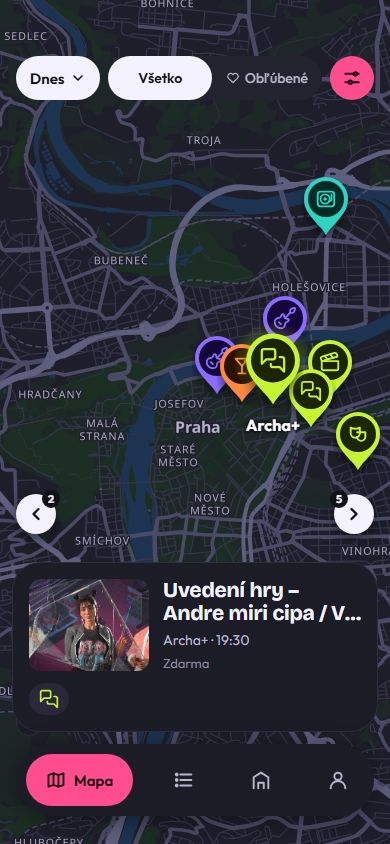 BOHNICE
SEDLEC
Dnes
Všetko
Obľúbené
TROJA
BUBENEČ
HOLEŠOVICE
HRADČANY
JOSEFOV
MALÁ
STRANA
Praha
Archa+
STARÉ
MĚSTO
2
5
NOVÉ
MĚSTO
SMÍCHOV
VINOHRA
Uvedení hry –
Andre miri cipa / V...
Archa+ · 19:30
Zdarma
DL
Mapa
HLUBOČEPY